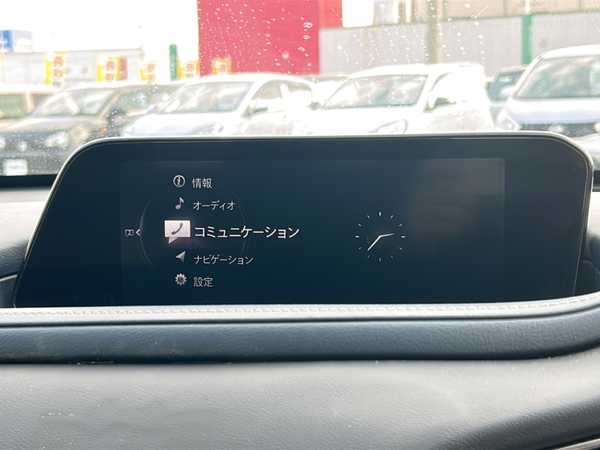 情報
オーディオ
コミュニケーション
ナビゲーション
設定